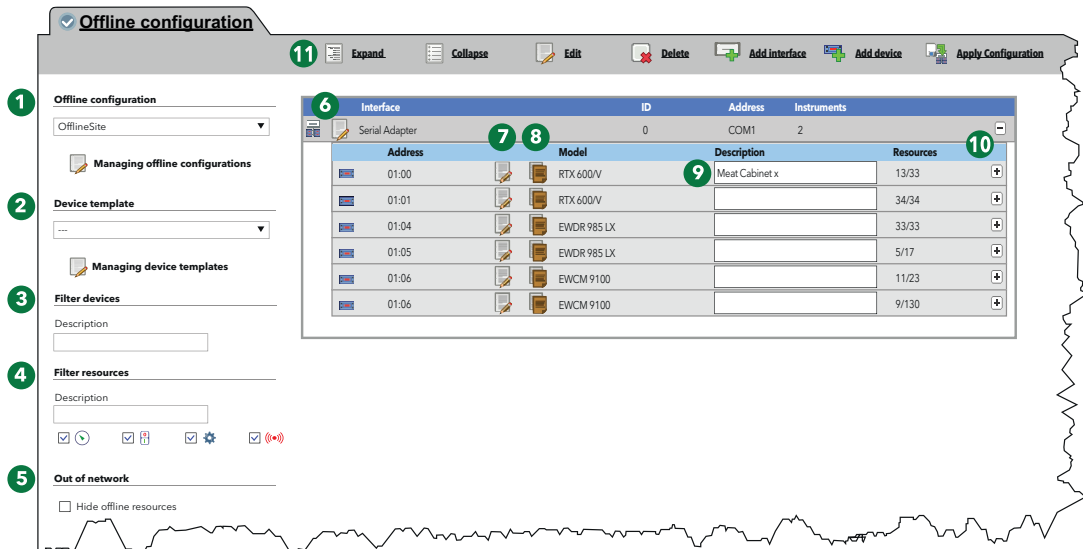 Offline configuration
11 Expand Collapse Edit Delete Add interface Add device Apply Configuration
1 Offline configuration
OfflineSite
Managing offline configurations
2 Device template
---
Managing device templates
3 Filter devices
Description
4 Filter resources
Description
5 Out of network
Hide offline resources
6 Interface ID Address Instruments
Serial Adapter 0 COM1 2
7 8 10
Address Model Description Resources
01:00 RTX 600/V 9 Meat Cabinet x 13/33
01:01 RTX 600/V 34/34
01:04 EWDR 985 LX 33/33
01:05 EWDR 985 LX 5/17
01:06 EWCM 9100 11/23
01:06 EWCM 9100 9/130